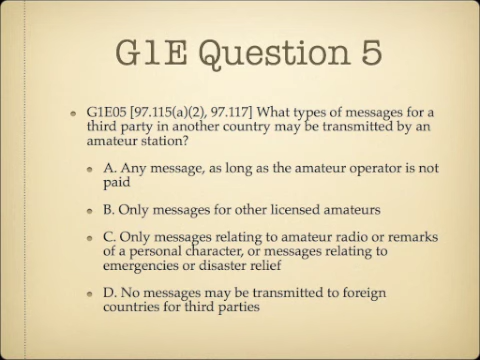 G1E Question 5
G1E05 [97.115(a)(2), 97.117] What types of messages for a
third party in another country may be transmitted by an
amateur station?
A. Any message, as long as the amateur operator is not
paid
B. Only messages for other licensed amateurs
C. Only messages relating to amateur radio or remarks
of a personal character, or messages relating to
emergencies or disaster relief
D. No messages may be transmitted to foreign
countries for third parties